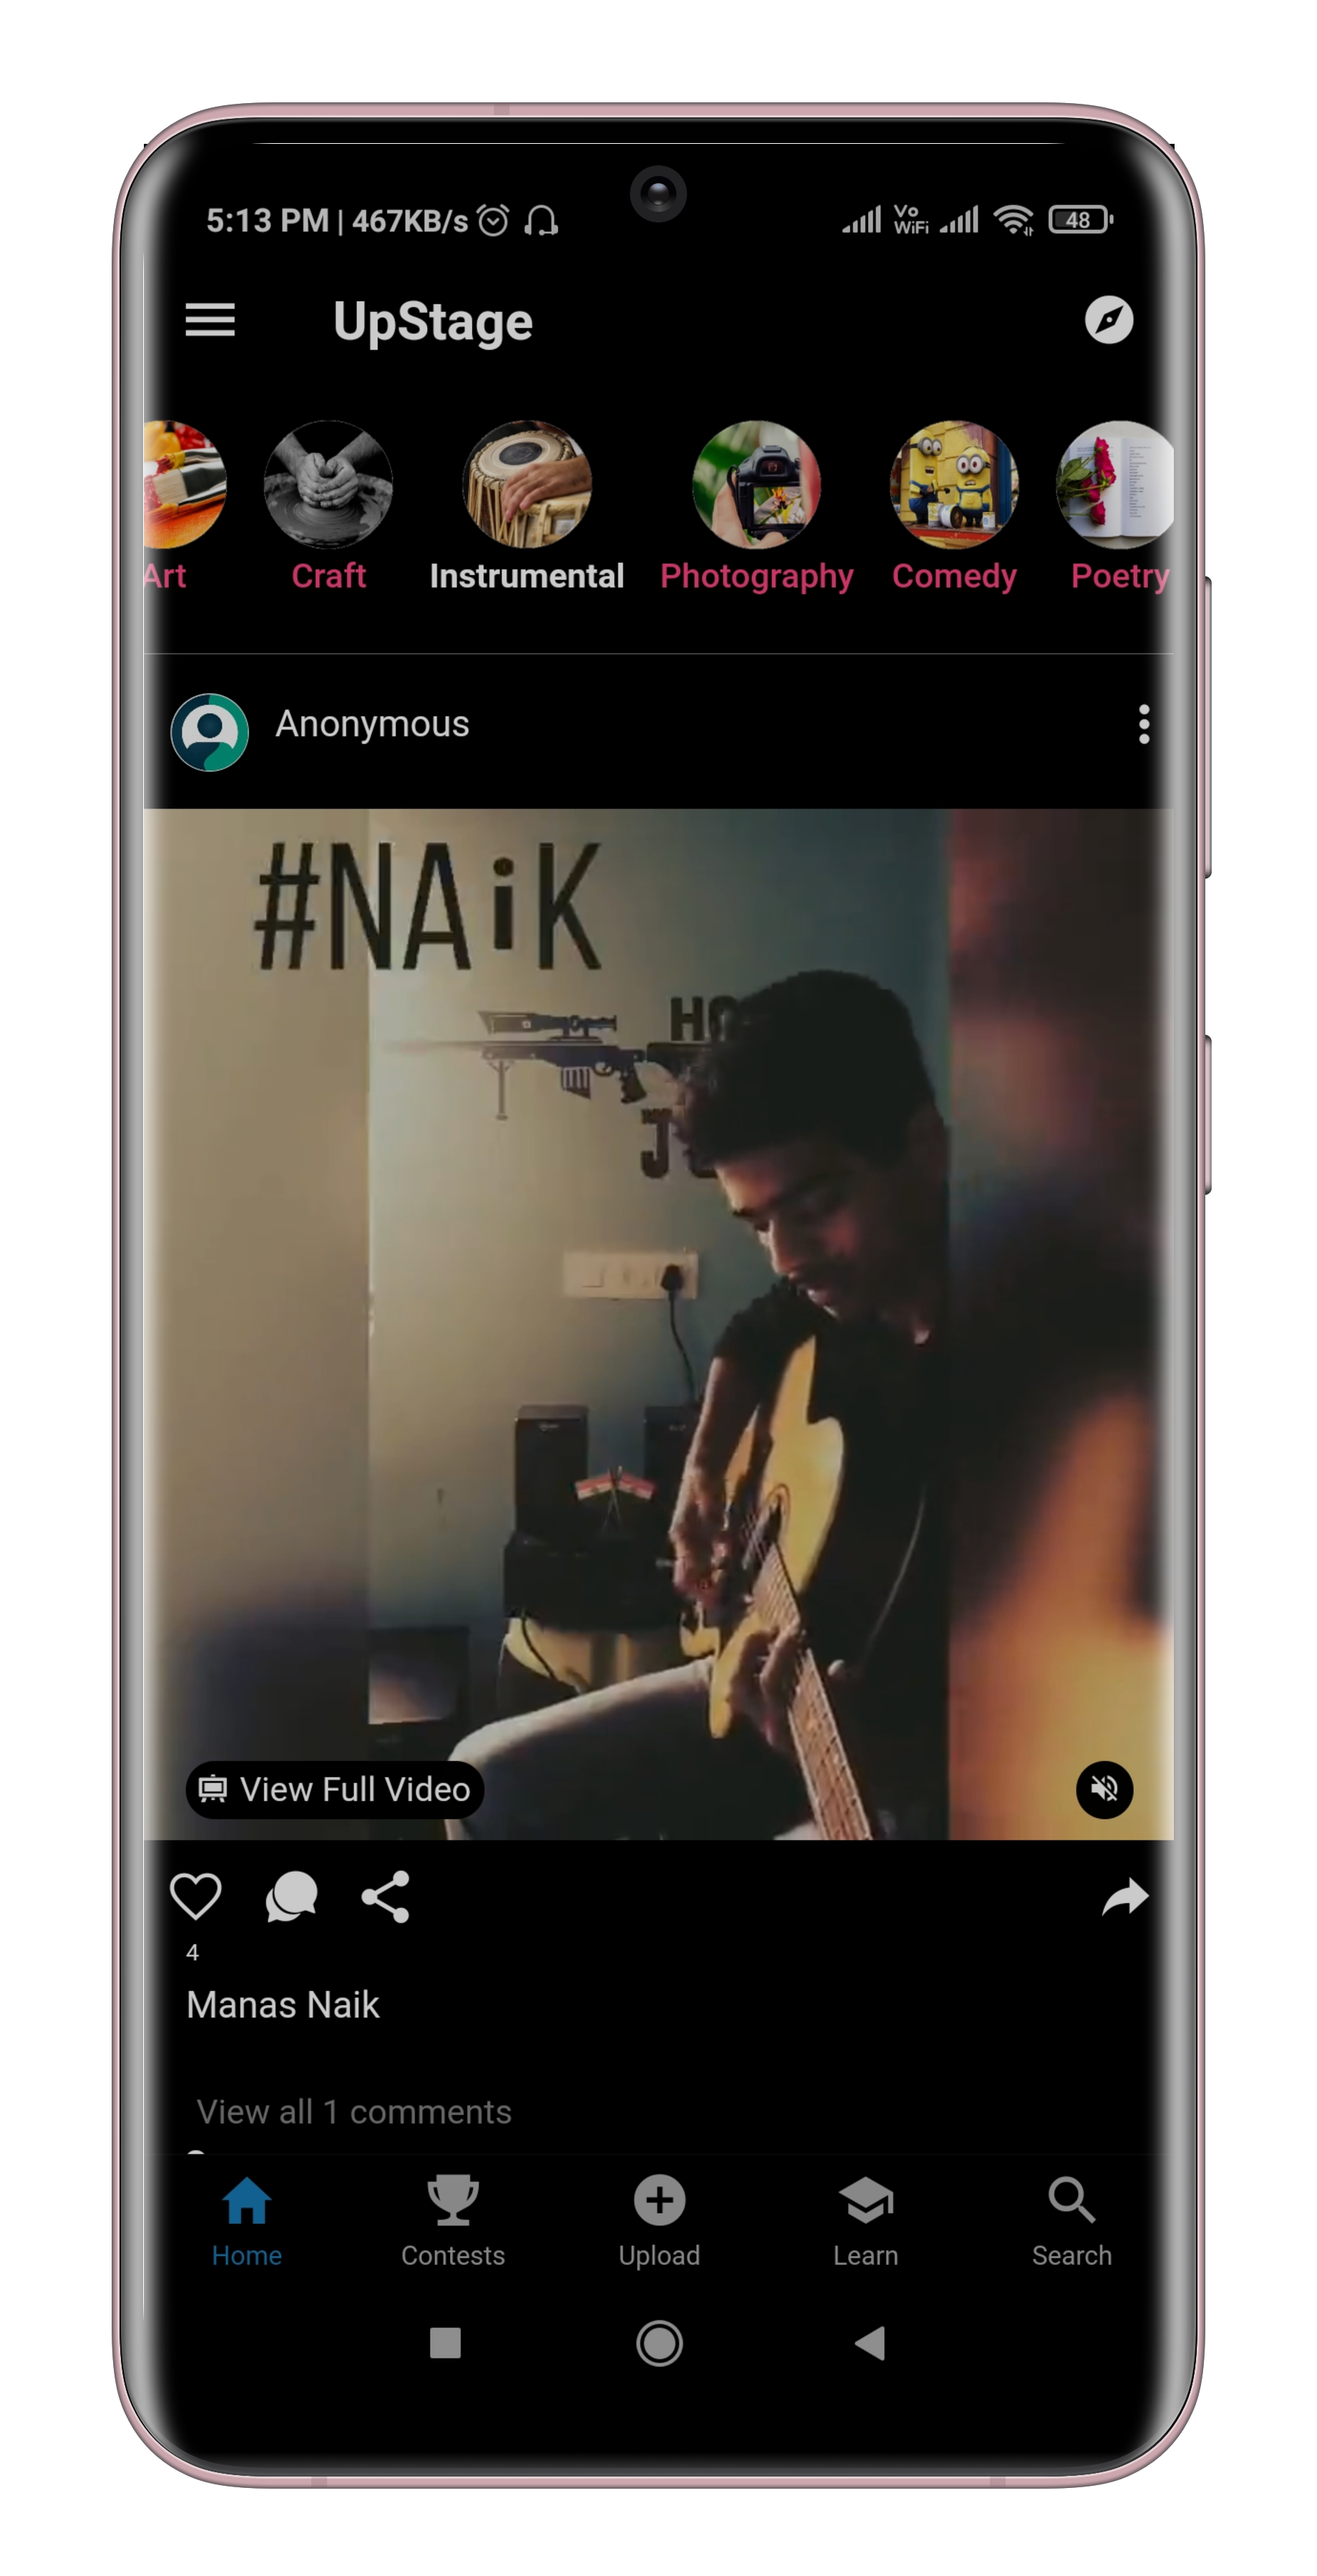 5:13 PM | 467KB/s Vo WiFi 48
UpStage
Art Craft Instrumental Photography Comedy Poetry
Anonymous
#NAiK
View Full Video
4
Manas Naik
View all 1 comments
Home Contests Upload Learn Search